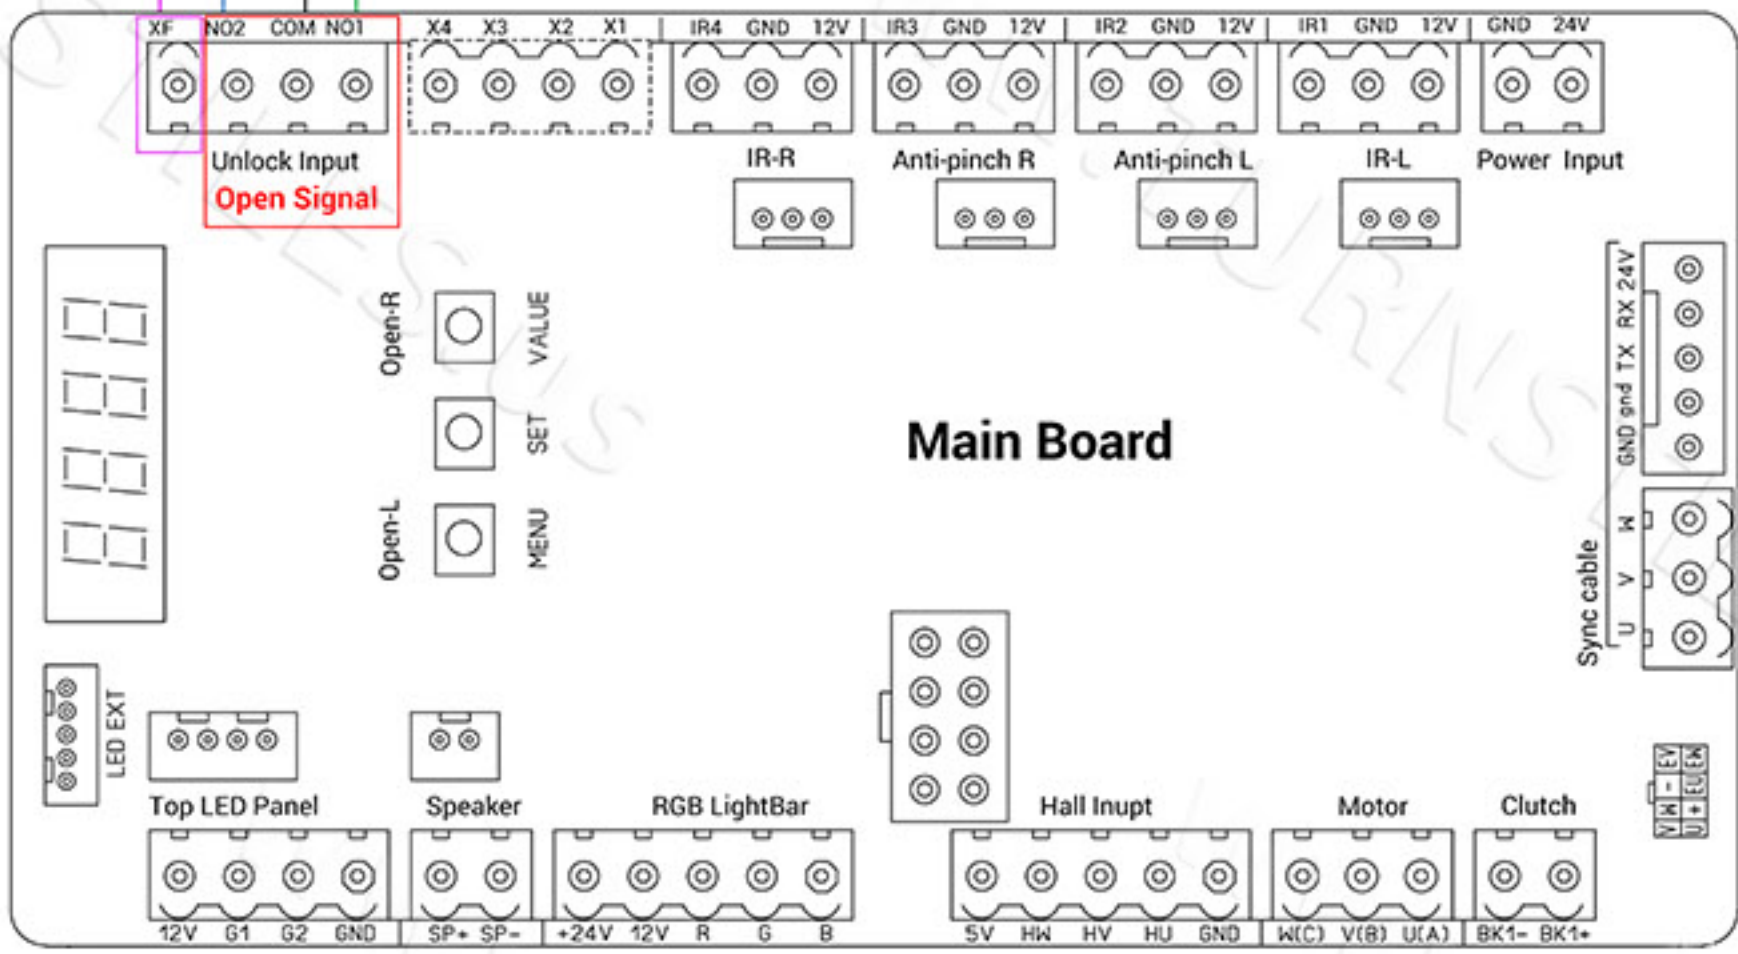 XF NO2 COM NO1 X4 X3 X2 X1 IR4 GND 12V IR3 GND 12V IR2 GND 12V IR1 GND 12V GND 24V
Unlock Input IR-R Anti-pinch R Anti-pinch L IR-L Power Input
Open Signal
Open-R VALUE
SET
Open-L MENU
Main Board
24V
RX
TX
gnd
GND
W
V
U
Sync cable
LED EXT
EV
-
W
V
EW
EU
+
U
Top LED Panel Speaker RGB LightBar Hall Inupt Motor Clutch
12V G1 G2 GND SP+ SP- +24V 12V R G B 5V HW HV HU GND W(C) V(B) U(A) BK1- BK1+